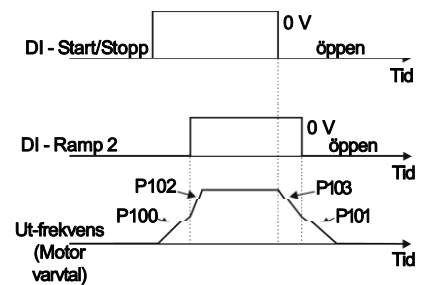 0 V
DI - Start/Stopp
öppen
Tid
0 V
DI - Ramp 2
öppen
Tid
P102
P103
P100
P101
Ut-frekvens
(Motor
varvtal)
Tid